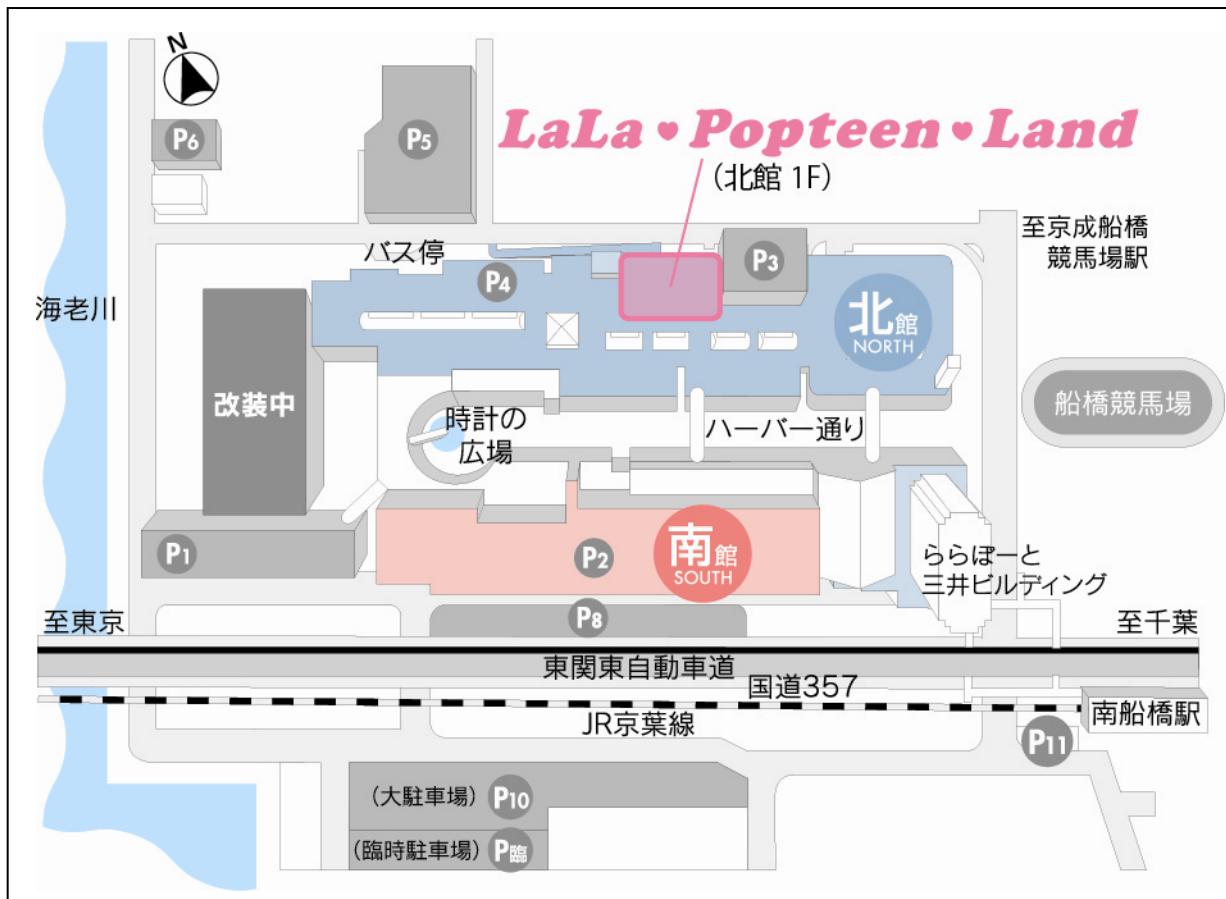 N
LaLa♥Popteen♥Land
(北館 1F)
P6
P5
至京成船橋
競馬場駅
バス停
P4
P3
海老川
北館
NORTH
改装中
時計の
広場
ハーバー通り
船橋競馬場
P1
P2
南館
SOUTH
ららぽーと
三井ビルディング
P8
至東京
至千葉
東関東自動車道
国道357
JR京葉線
南船橋駅
P11
(大駐車場) P10
(臨時駐車場) P臨